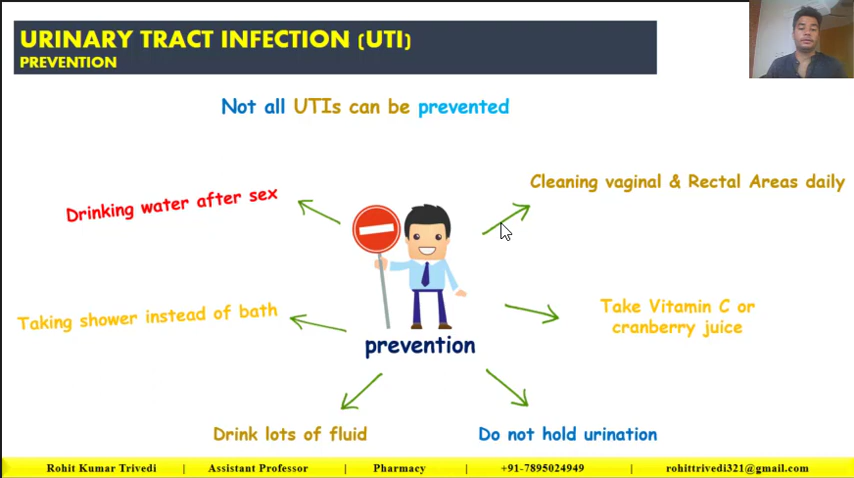 URINARY TRACT INFECTION (UTI)
PREVENTION
Not all UTIs can be prevented
Cleaning vaginal & Rectal Areas daily
Drinking water after sex
Take Vitamin C or
cranberry juice
Taking shower instead of bath
prevention
Drink lots of fluid
Do not hold urination
Rohit Kumar Trivedi | Assistant Professor | Pharmacy | +91-7895024949 | rohittrivedi321@gmail.com